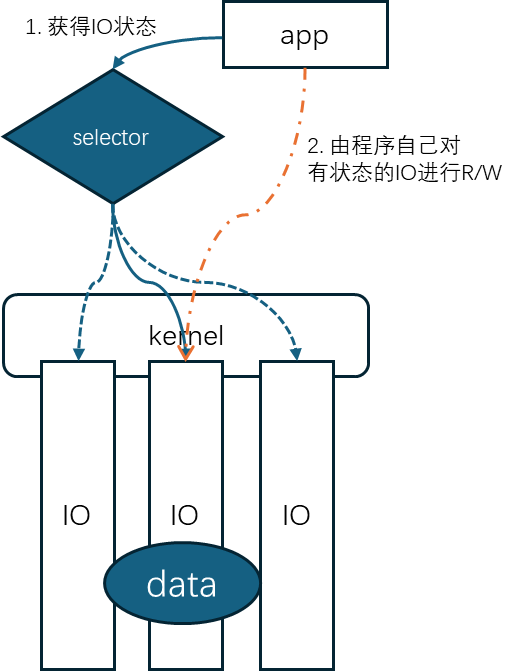 1. 获得IO状态
app
selector
2. 由程序自己对
有状态的IO进行R/W
kernel
IO
IO
IO
data